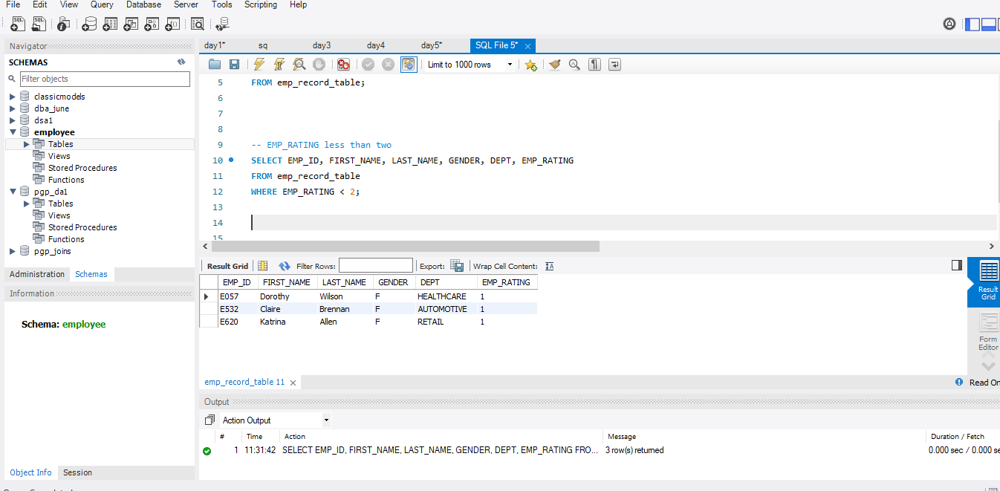 File Edit View Query Database Server Tools Scripting Help
Navigator
SCHEMAS
Filter objects
classicmodels
dba_june
dsa1
employee
Tables
Views
Stored Procedures
Functions
pgp_da1
Tables
Views
Stored Procedures
Functions
pgp_joins
Administration Schemas
Information
Schema: employee
Object Info Session
day1* sq day3 day4 day5* SQL File 5*
Limit to 1000 rows
5 FROM emp_record_table;
6
7
8
9 -- EMP_RATING less than two
10 SELECT EMP_ID, FIRST_NAME, LAST_NAME, GENDER, DEPT, EMP_RATING
11 FROM emp_record_table
12 WHERE EMP_RATING < 2;
13
14
15
Result Grid Filter Rows: Export: Wrap Cell Content:
EMP_ID FIRST_NAME LAST_NAME GENDER DEPT EMP_RATING
E057 Dorothy Wilson F HEALTHCARE 1
E532 Claire Brennan F AUTOMOTIVE 1
E620 Katrina Allen F RETAIL 1
Result
Grid
Form
Editor
emp_record_table 11
Read On
Output
Action Output
# Time Action Message Duration / Fetch
1 11:31:42 SELECT EMP_ID, FIRST_NAME, LAST_NAME, GENDER, DEPT, EMP_RATING FRO... 3 row(s) returned 0.000 sec / 0.000 se